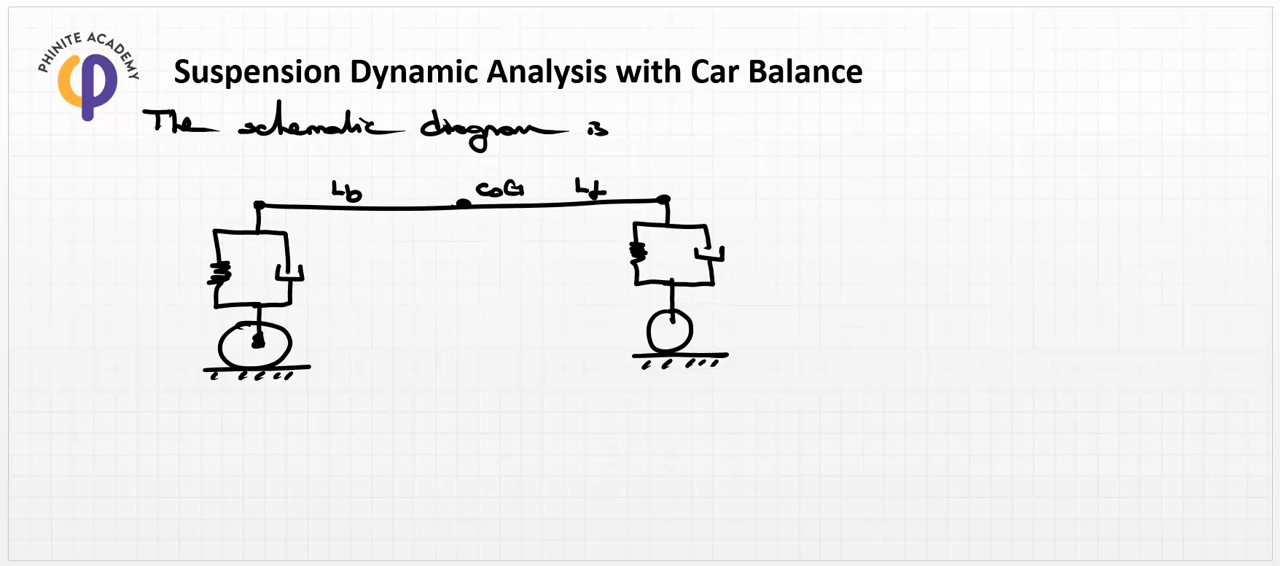 PHINITE ACADEMY
Suspension Dynamic Analysis with Car Balance
The schematic diagram is
Lb CoG Lf